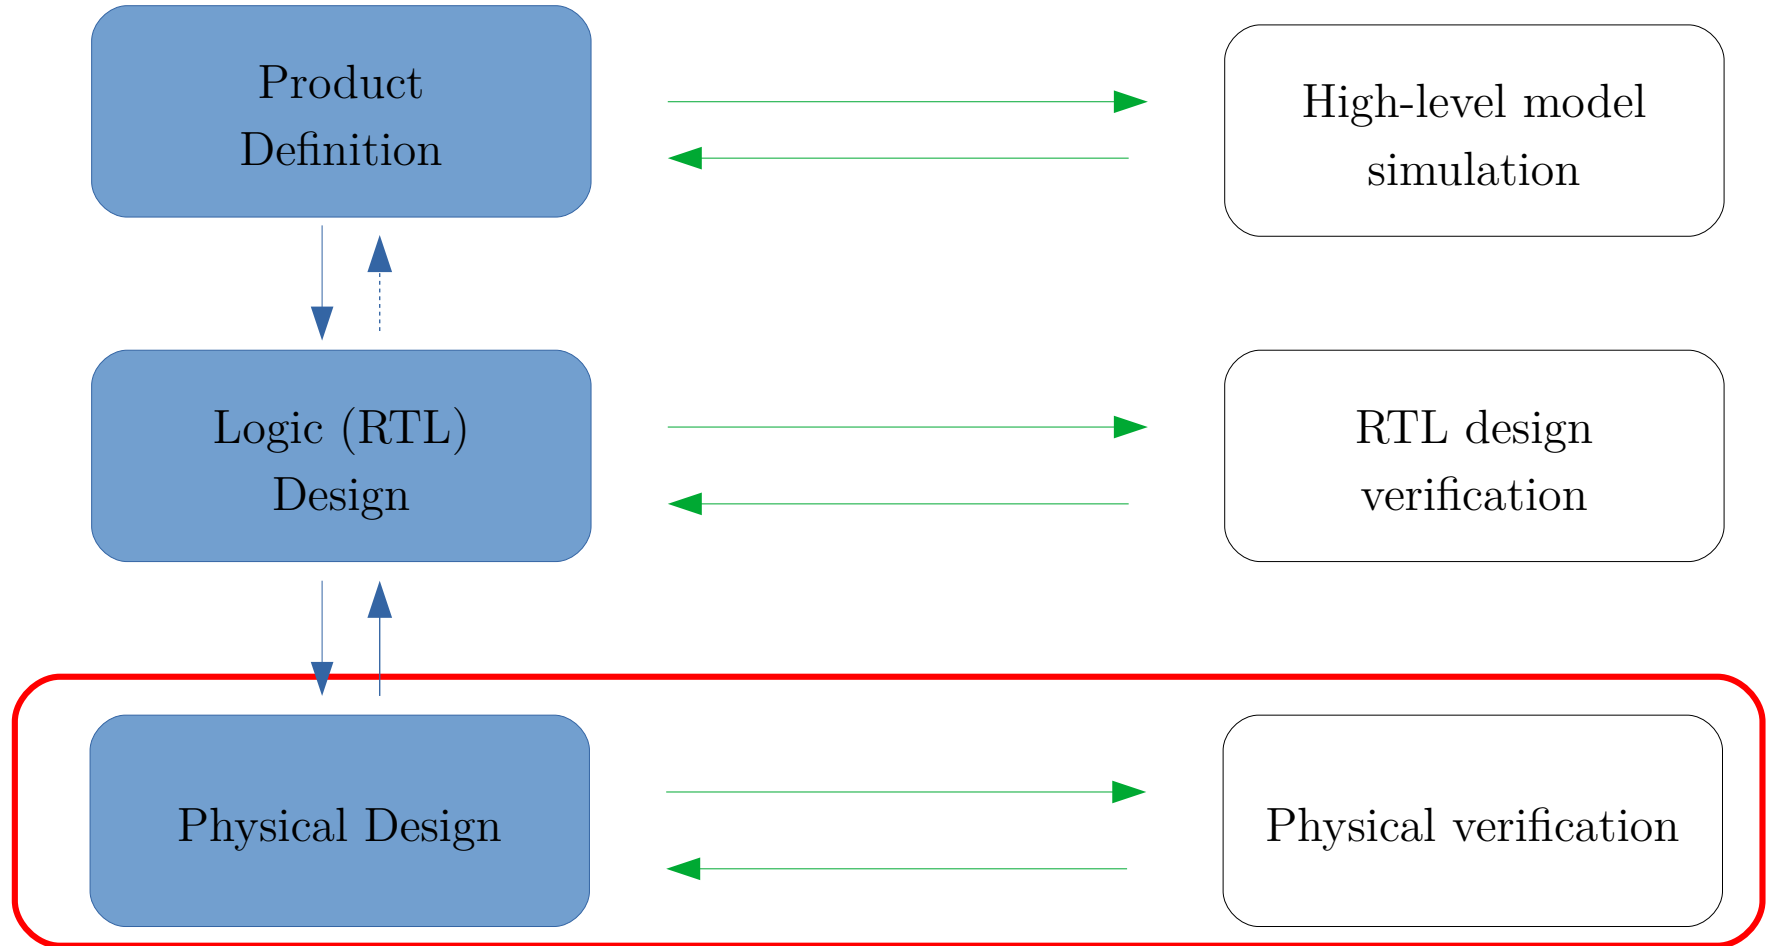 Product
Definition
High-level model
simulation
Logic (RTL)
Design
RTL design
verification
Physical Design
Physical verification